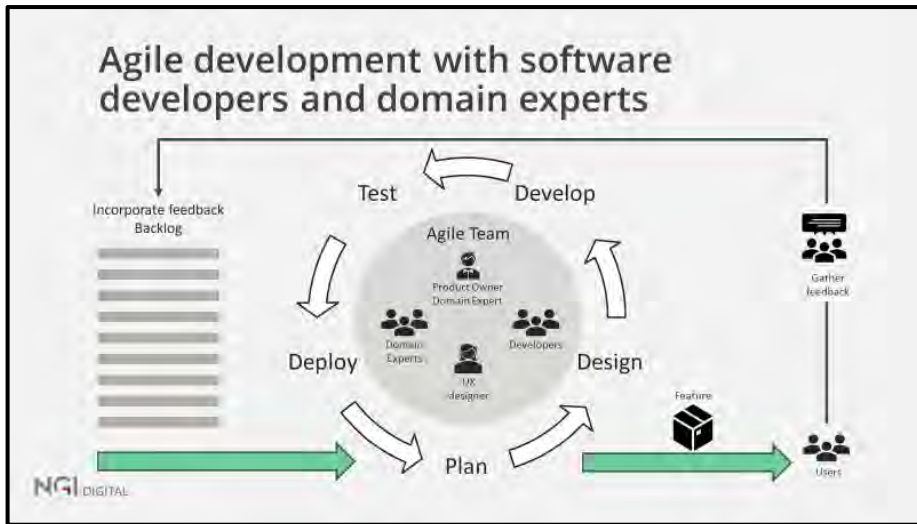 Agile development with software
developers and domain experts
Incorporate feedback
Backlog
Test
Develop
Agile Team
Product Owner
Domain Expert
Domain
Experts
Developers
UX
designer
Deploy
Design
Plan
Feature
Gather
feedback
Users
NGI DIGITAL